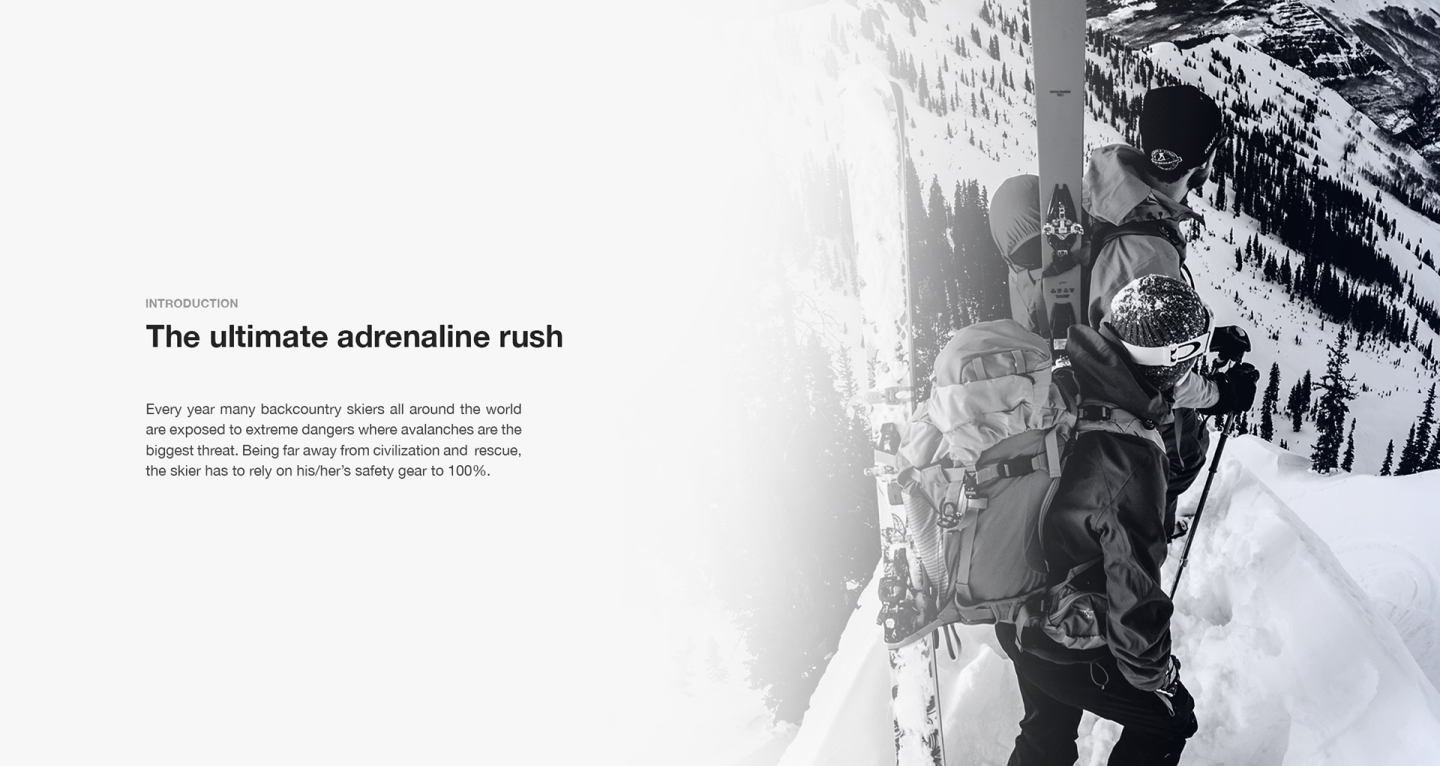 INTRODUCTION
The ultimate adrenaline rush
Every year many backcountry skiers all around the world
are exposed to extreme dangers where avalanches are the
biggest threat. Being far away from civilization and rescue,
the skier has to rely on his/her’s safety gear to 100%.